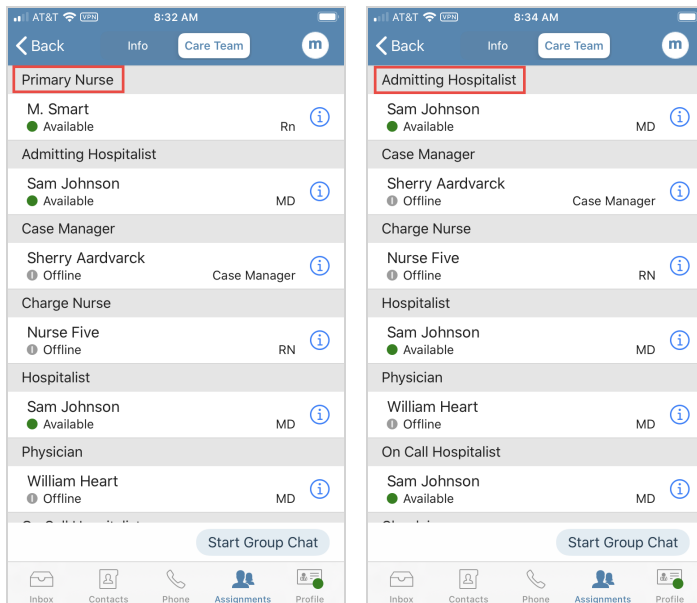 AT&T VPN 8:32 AM
Back Info Care Team m
Primary Nurse
M. Smart
Available Rn
Admitting Hospitalist
Sam Johnson
Available MD
Case Manager
Sherry Aardvarck
Offline Case Manager
Charge Nurse
Nurse Five
Offline RN
Hospitalist
Sam Johnson
Available MD
Physician
William Heart
Offline MD
Start Group Chat
Inbox Contacts Phone Assignments Profile
AT&T VPN 8:34 AM
Back Info Care Team m
Admitting Hospitalist
Sam Johnson
Available MD
Case Manager
Sherry Aardvarck
Offline Case Manager
Charge Nurse
Nurse Five
Offline RN
Hospitalist
Sam Johnson
Available MD
Physician
William Heart
Offline MD
On Call Hospitalist
Sam Johnson
Available MD
Start Group Chat
Inbox Contacts Phone Assignments Profile